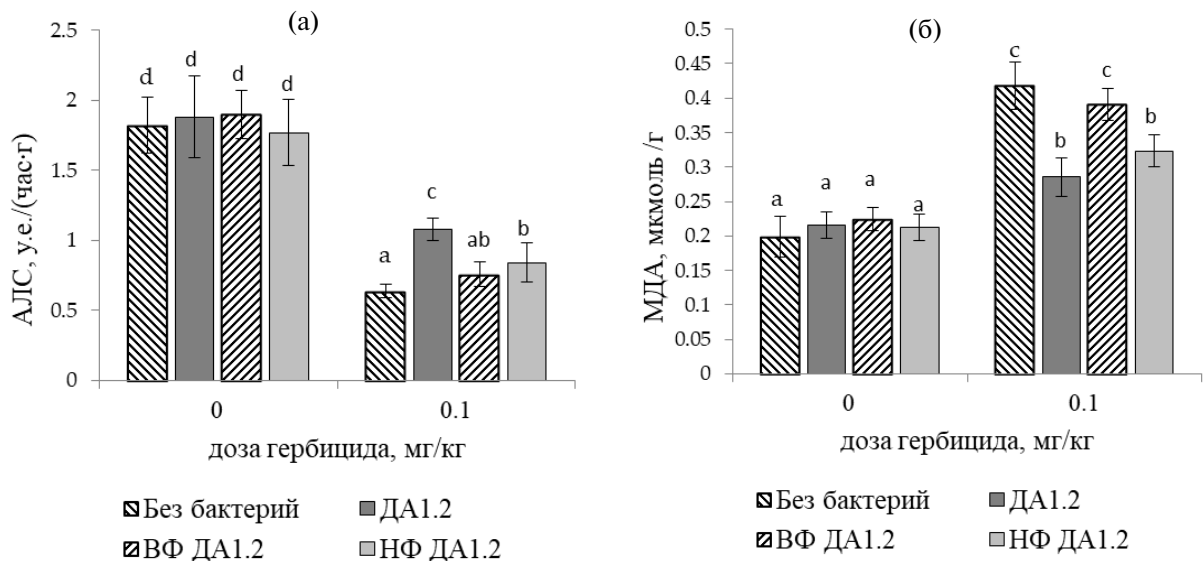 (а)
АЛС, у.е./(час·г)
2.5
2
1.5
1
0.5
0
d
d
d
d
a
c
ab
b
0
0.1
доза гербицида, мг/кг
Без бактерий
ДА1.2
ВФ ДА1.2
НФ ДА1.2
(б)
МДА, мкмоль /г
0.5
0.45
0.4
0.35
0.3
0.25
0.2
0.15
0.1
0.05
0
a
a
a
a
c
b
c
b
0
0.1
доза гербицида, мг/кг
Без бактерий
ДА1.2
ВФ ДА1.2
НФ ДА1.2